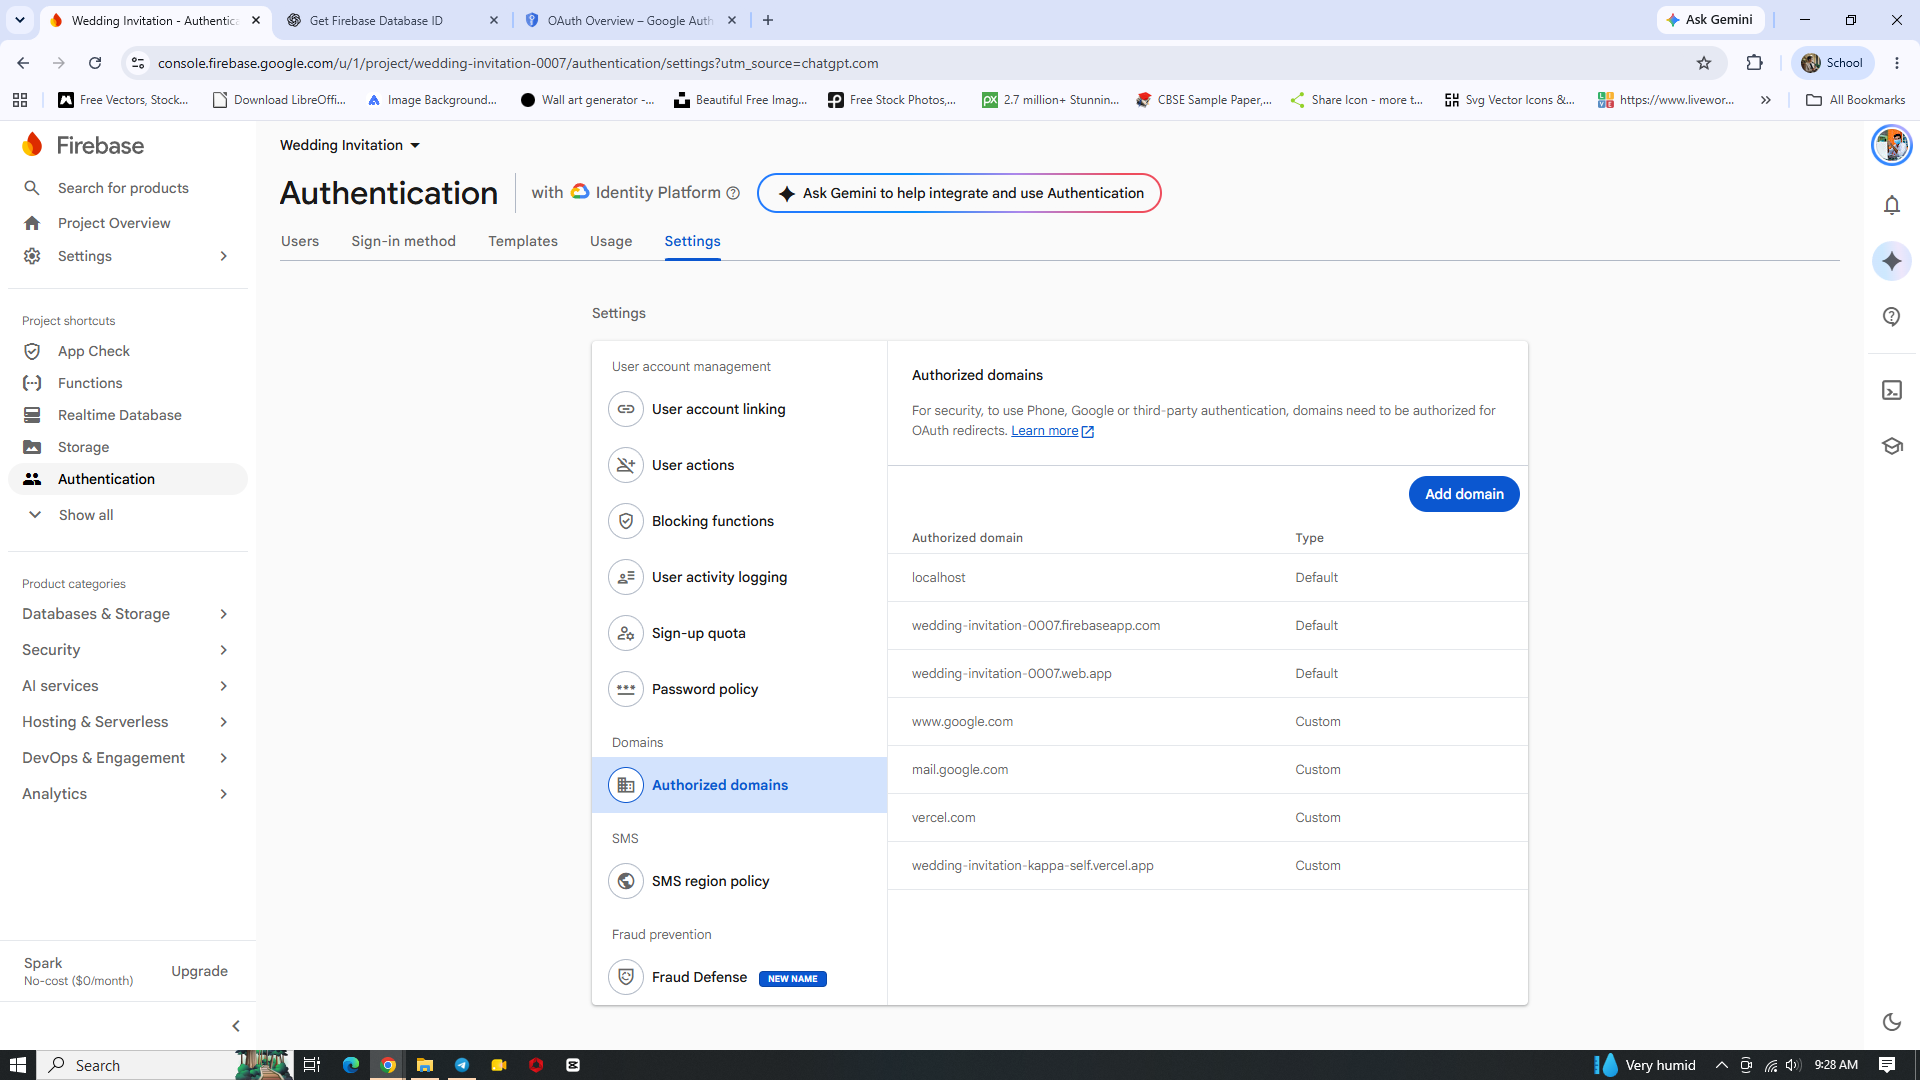 Wedding Invitation - Authentica
Get Firebase Database ID
OAuth Overview – Google Auth
Ask Gemini
console.firebase.google.com/u/1/project/wedding-invitation-0007/authentication/settings?utm_source=chatgpt.com
School
Free Vectors, Stock...
Download LibreOffi...
Image Background...
Wall art generator -...
Beautiful Free Imag...
Free Stock Photos,...
2.7 million+ Stunnin...
CBSE Sample Paper,...
Share Icon - more t...
Svg Vector Icons &...
https://www.livewor...
All Bookmarks
Firebase
Search for products
Project Overview
Settings
Project shortcuts
App Check
Functions
Realtime Database
Storage
Authentication
Show all
Product categories
Databases & Storage
Security
AI services
Hosting & Serverless
DevOps & Engagement
Analytics
Spark
No-cost ($0/month)
Upgrade
Wedding Invitation
Authentication
with Identity Platform
Ask Gemini to help integrate and use Authentication
Users
Sign-in method
Templates
Usage
Settings
Settings
User account management
User account linking
User actions
Blocking functions
User activity logging
Sign-up quota
Password policy
Domains
Authorized domains
SMS
SMS region policy
Fraud prevention
Fraud Defense NEW NAME
Authorized domains
For security, to use Phone, Google or third-party authentication, domains need to be authorized for
OAuth redirects. Learn more
Add domain
Authorized domain Type
localhost Default
wedding-invitation-0007.firebaseapp.com Default
wedding-invitation-0007.web.app Default
www.google.com Custom
mail.google.com Custom
vercel.com Custom
wedding-invitation-kappa-self.vercel.app Custom
Search
Very humid
9:28 AM